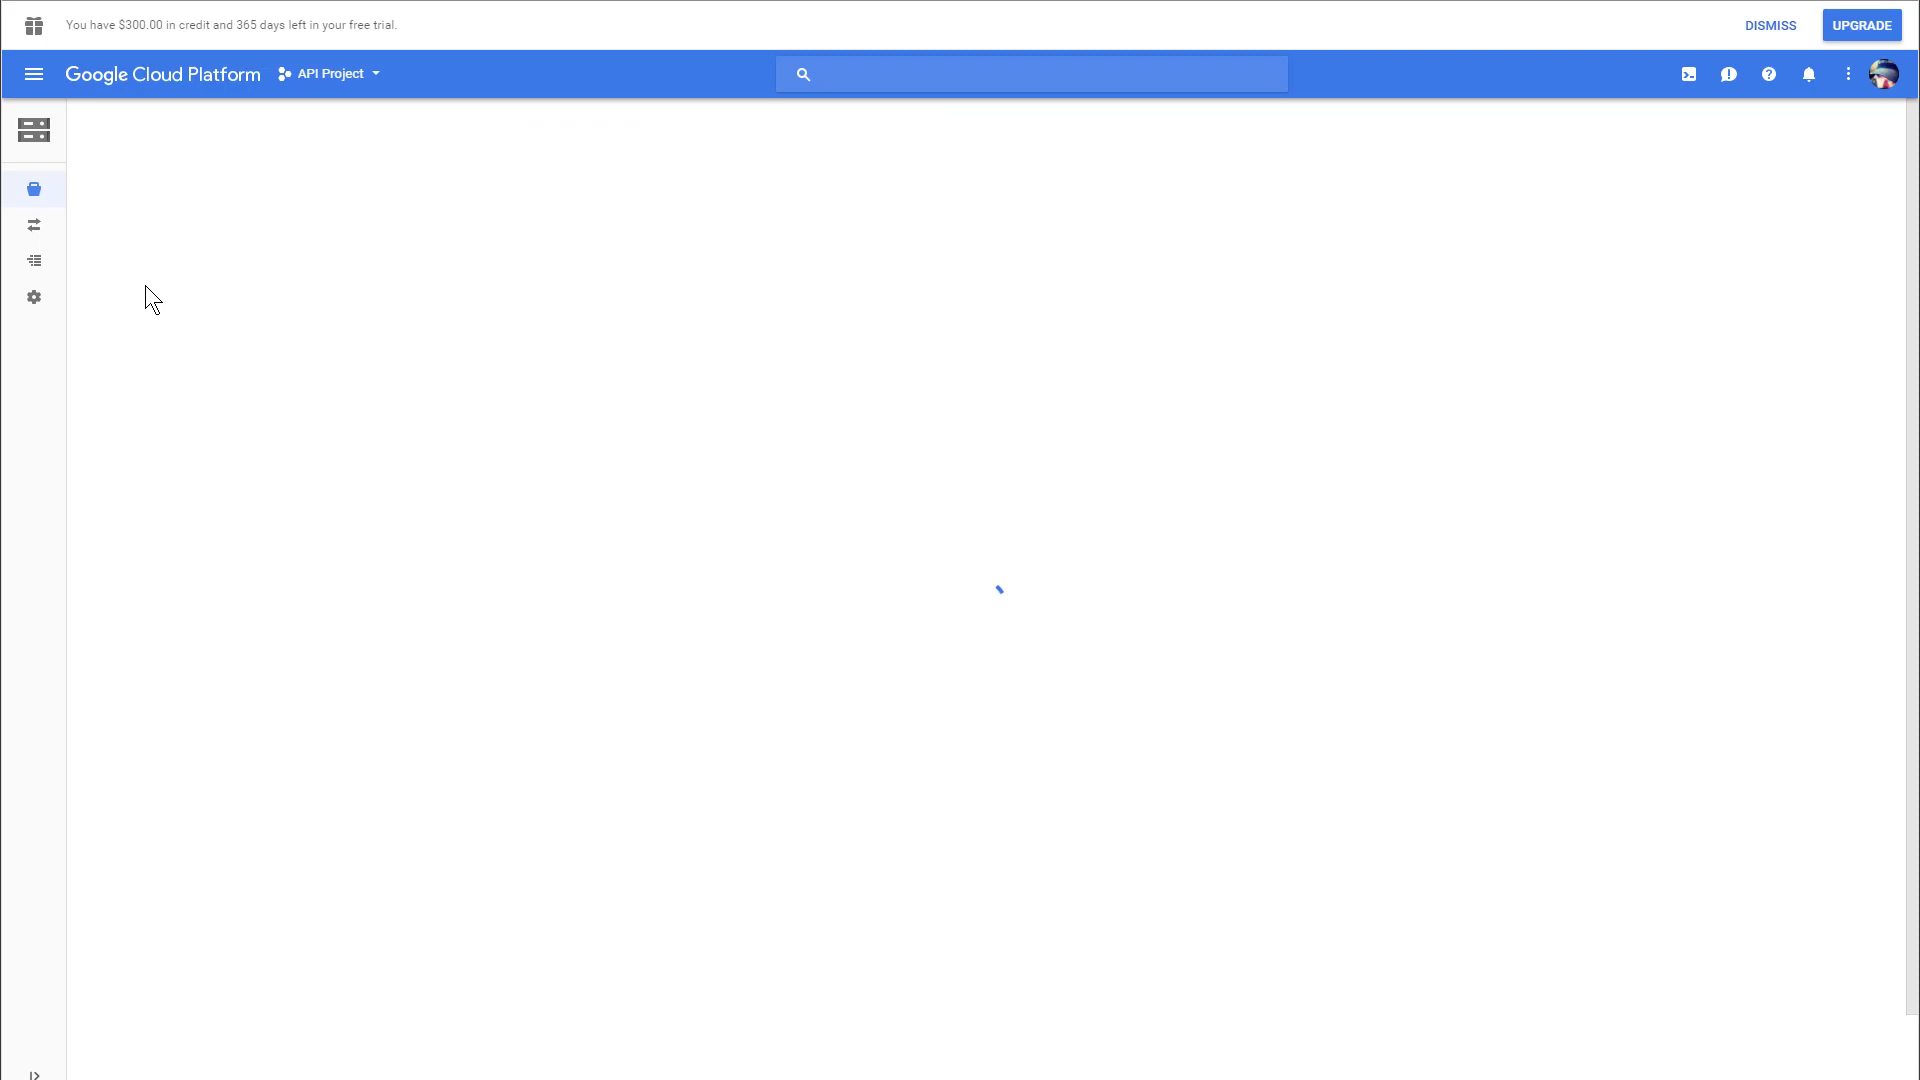 You have $300.00 in credit and 365 days left in your free trial.
DISMISS
UPGRADE
Google Cloud Platform
API Project